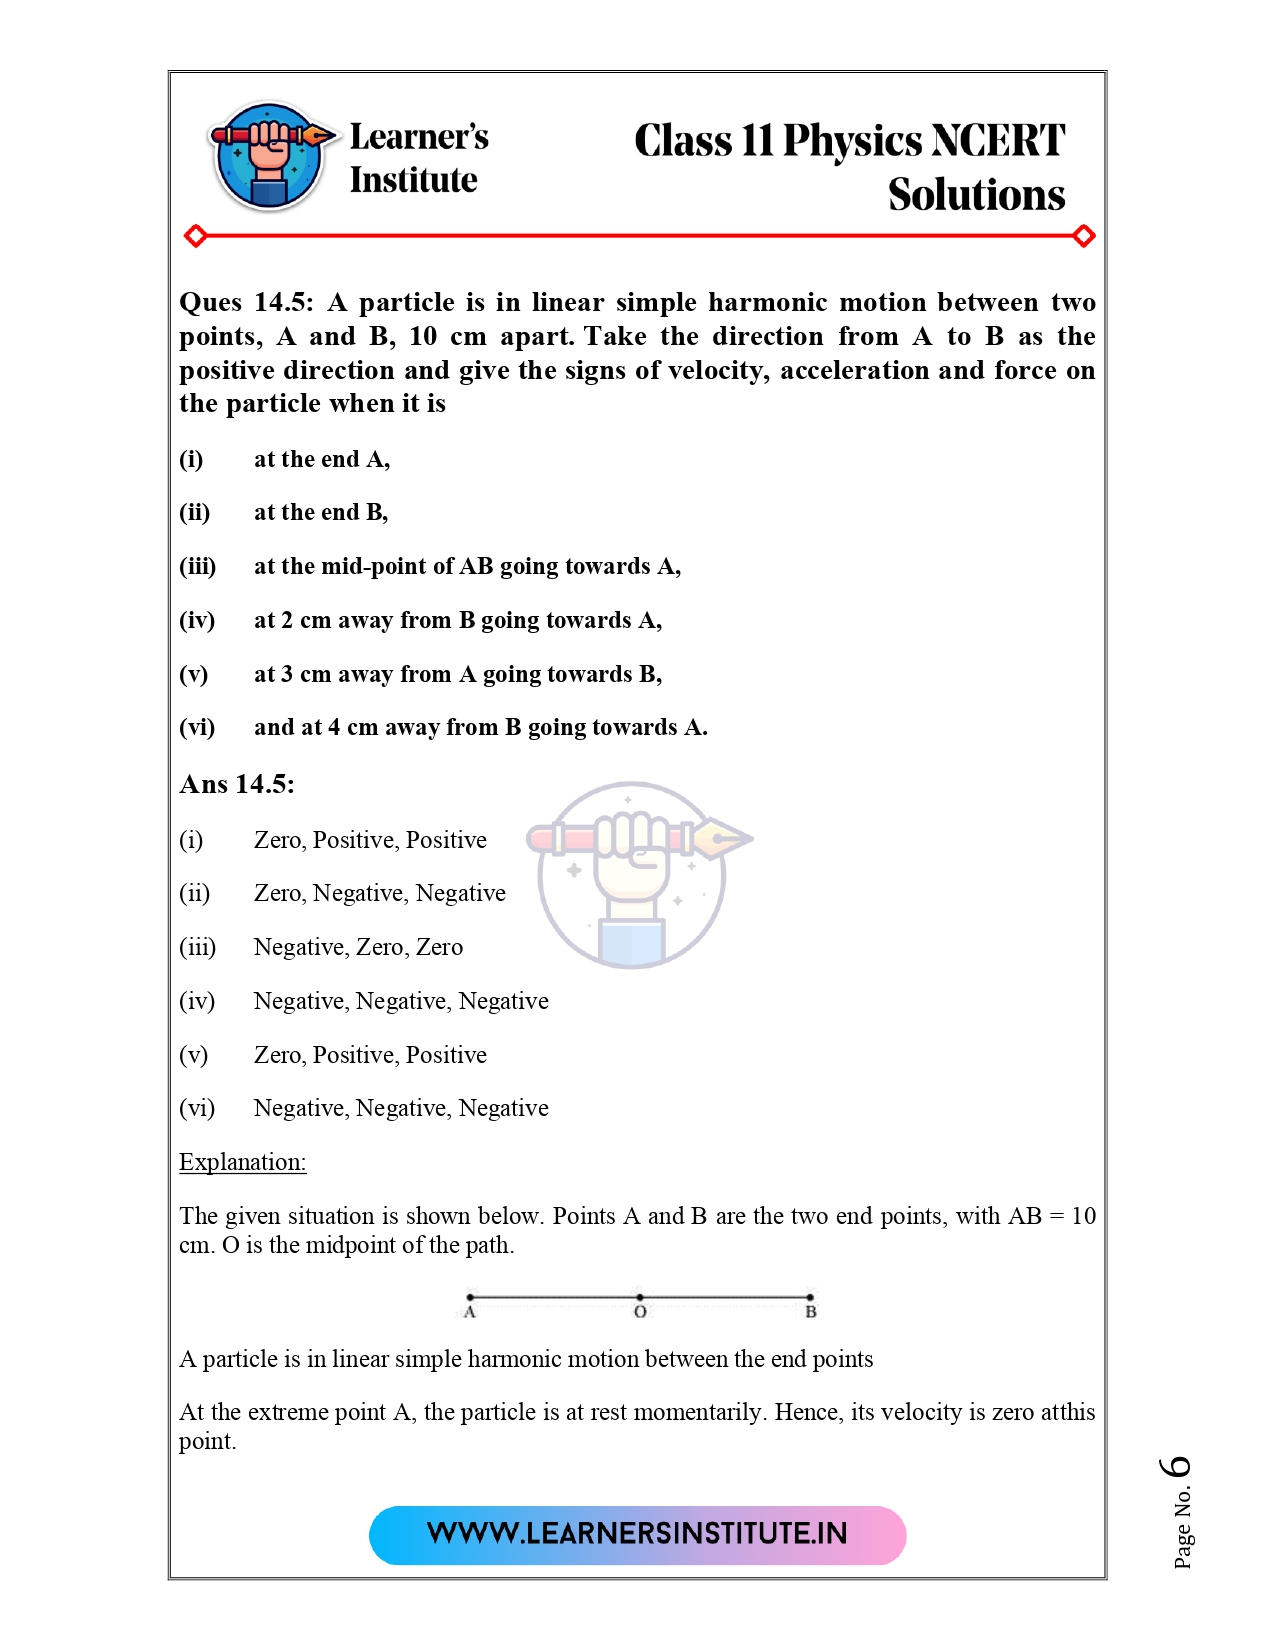 Learner's
Institute
Class 11 Physics NCERT
Solutions
Ques 14.5: A particle is in linear simple harmonic motion between two
points, A and B, 10 cm apart. Take the direction from A to B as the
positive direction and give the signs of velocity, acceleration and force on
the particle when it is
(i) at the end A,
(ii) at the end B,
(iii) at the mid-point of AB going towards A,
(iv) at 2 cm away from B going towards A,
(v) at 3 cm away from A going towards B,
(vi) and at 4 cm away from B going towards A.
Ans 14.5:
(i) Zero, Positive, Positive
(ii) Zero, Negative, Negative
(iii) Negative, Zero, Zero
(iv) Negative, Negative, Negative
(v) Zero, Positive, Positive
(vi) Negative, Negative, Negative
Explanation:
The given situation is shown below. Points A and B are the two end points, with AB = 10
cm. O is the midpoint of the path.
A O B
A particle is in linear simple harmonic motion between the end points
At the extreme point A, the particle is at rest momentarily. Hence, its velocity is zero atthis
point.
WWW.LEARNERSINSTITUTE.IN
Page No. 6